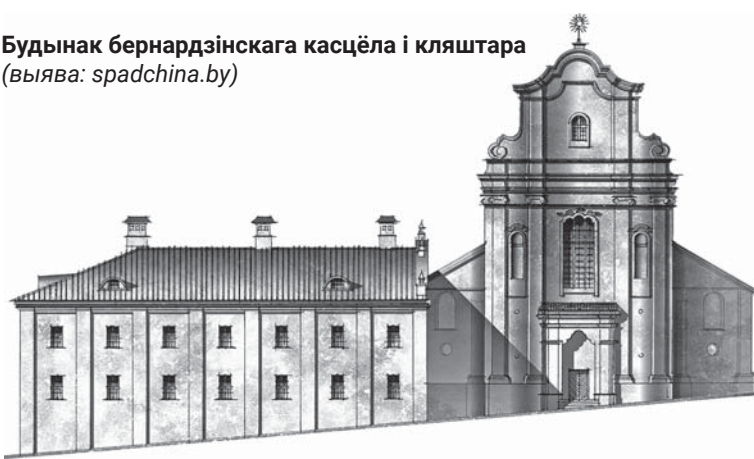 Будынак бернардзінскага касцёла і кляштара
(выява: spadchina.by)